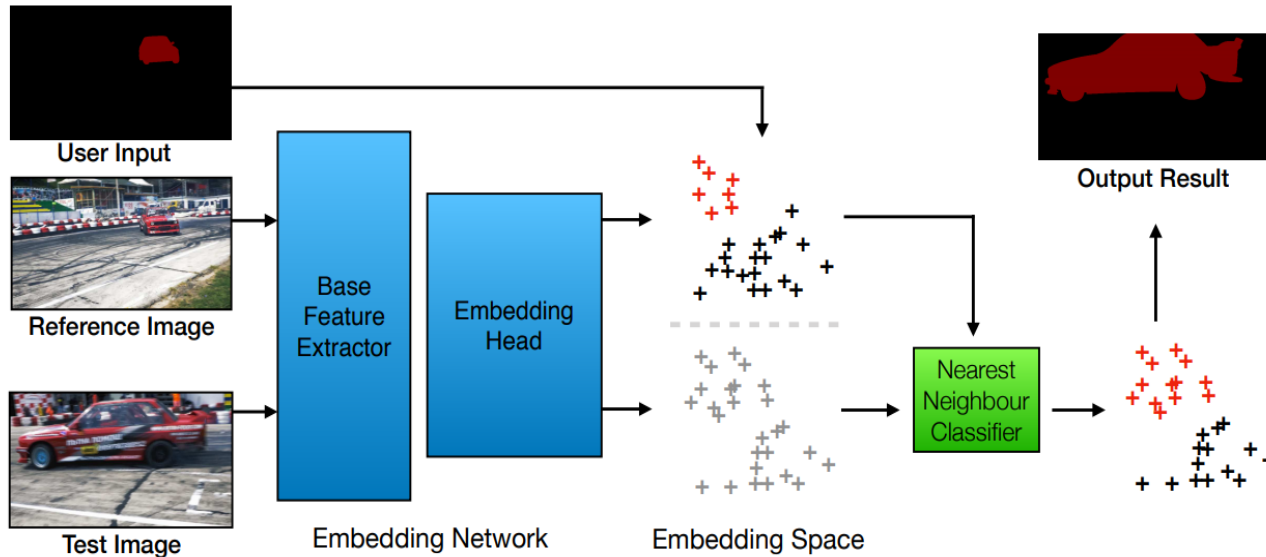 User Input
Reference Image
Test Image
Base
Feature
Extractor
Embedding
Head
Embedding Network
Embedding Space
Nearest
Neighbour
Classifier
Output Result